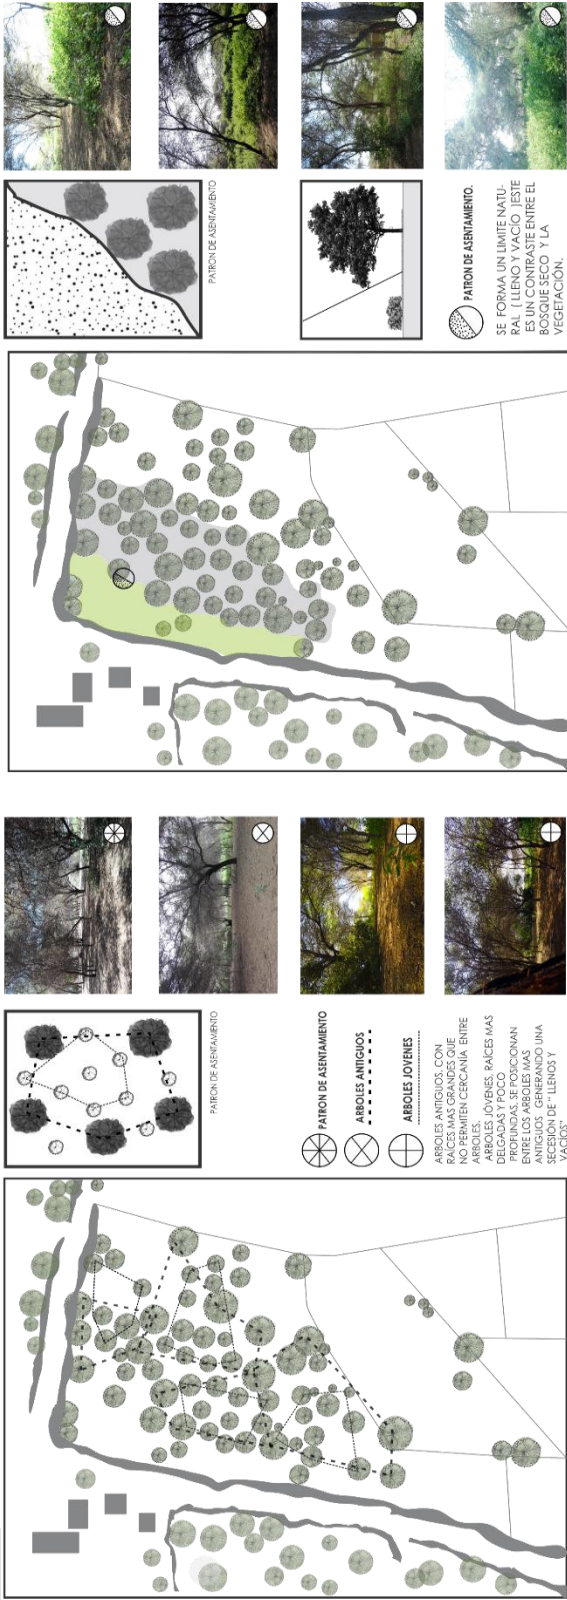 PATRON DE ASENTAMIENTO
PATRON DE ASENTAMIENTO.
SE FORMA UN LIMITE NATU-
RAL ( LLENO Y VACÍO )ESTE
ES UN CONTRASTE ENTRE EL
BOSQUE SECO Y LA
VEGETACIÓN.
PATRON DE ASENTAMIENTO
PATRON DE ASENTAMIENTO
ARBOLES ANTIGUOS
ARBOLES JOVENES
ARBOLES ANTIGUOS, CON
RAÍCES MAS GRANDES QUE
NO PERMITEN CERCANÍA ENTRE
ARBOLES.
ARBOLES JÓVENES, RAÍCES MAS
DELGADAS Y POCO
PROFUNDAS, SE POSICIONAN
ENTRE LOS ARBOLES MAS
ANTIGUOS GENERANDO UNA
SECESIÓN DE " LLENOS Y
VACÍOS"